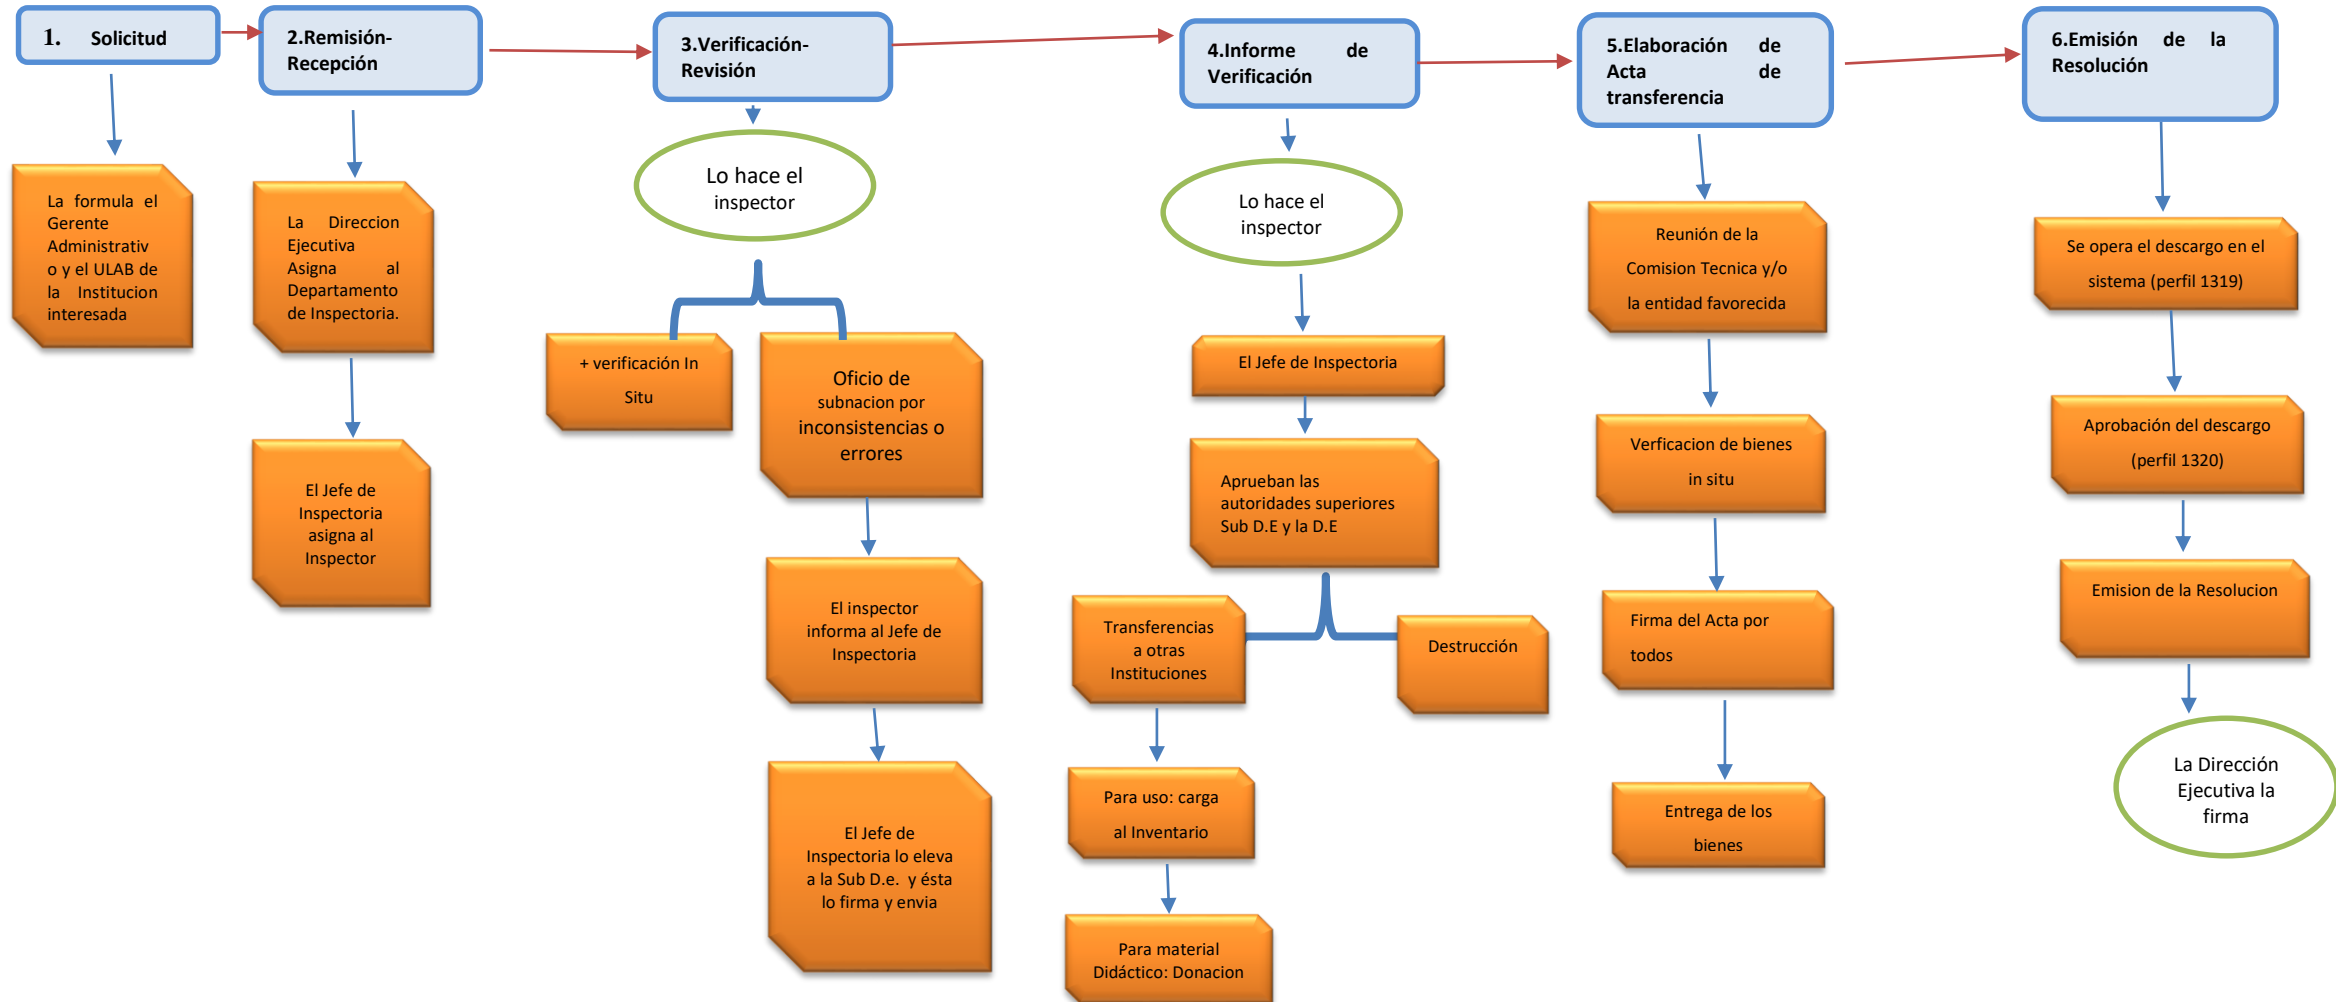 1. Solicitud
2.Remisión-
Recepción
3.Verificación-
Revisión
4.Informe de
Verificación
5.Elaboración de
Acta de
transferencia
6.Emisión de la
Resolución
La formula el
Gerente
Administrativ
o y el ULAB de
la Institucion
interesada
La Direccion
Ejecutiva
Asigna al
Departamento
de Inspectoria.
El Jefe de
Inspectoria
asigna al
Inspector
Lo hace el
inspector
+ verificación In
Situ
Oficio de
subnacion por
inconsistencias o
errores
El inspector
informa al Jefe de
Inspectoria
El Jefe de
Inspectoria lo eleva
a la Sub D.e. y ésta
lo firma y envia
Lo hace el
inspector
El Jefe de Inspectoria
Aprueban las
autoridades superiores
Sub D.E y la D.E
Transferencias
a otras
Instituciones
Destrucción
Para uso: carga
al Inventario
Para material
Didáctico: Donacion
Reunión de la
Comision Tecnica y/o
la entidad favorecida
Verficacion de bienes
in situ
Firma del Acta por
todos
Entrega de los
bienes
Se opera el descargo en el
sistema (perfil 1319)
Aprobación del descargo
(perfil 1320)
Emision de la Resolucion
La Dirección
Ejecutiva la
firma